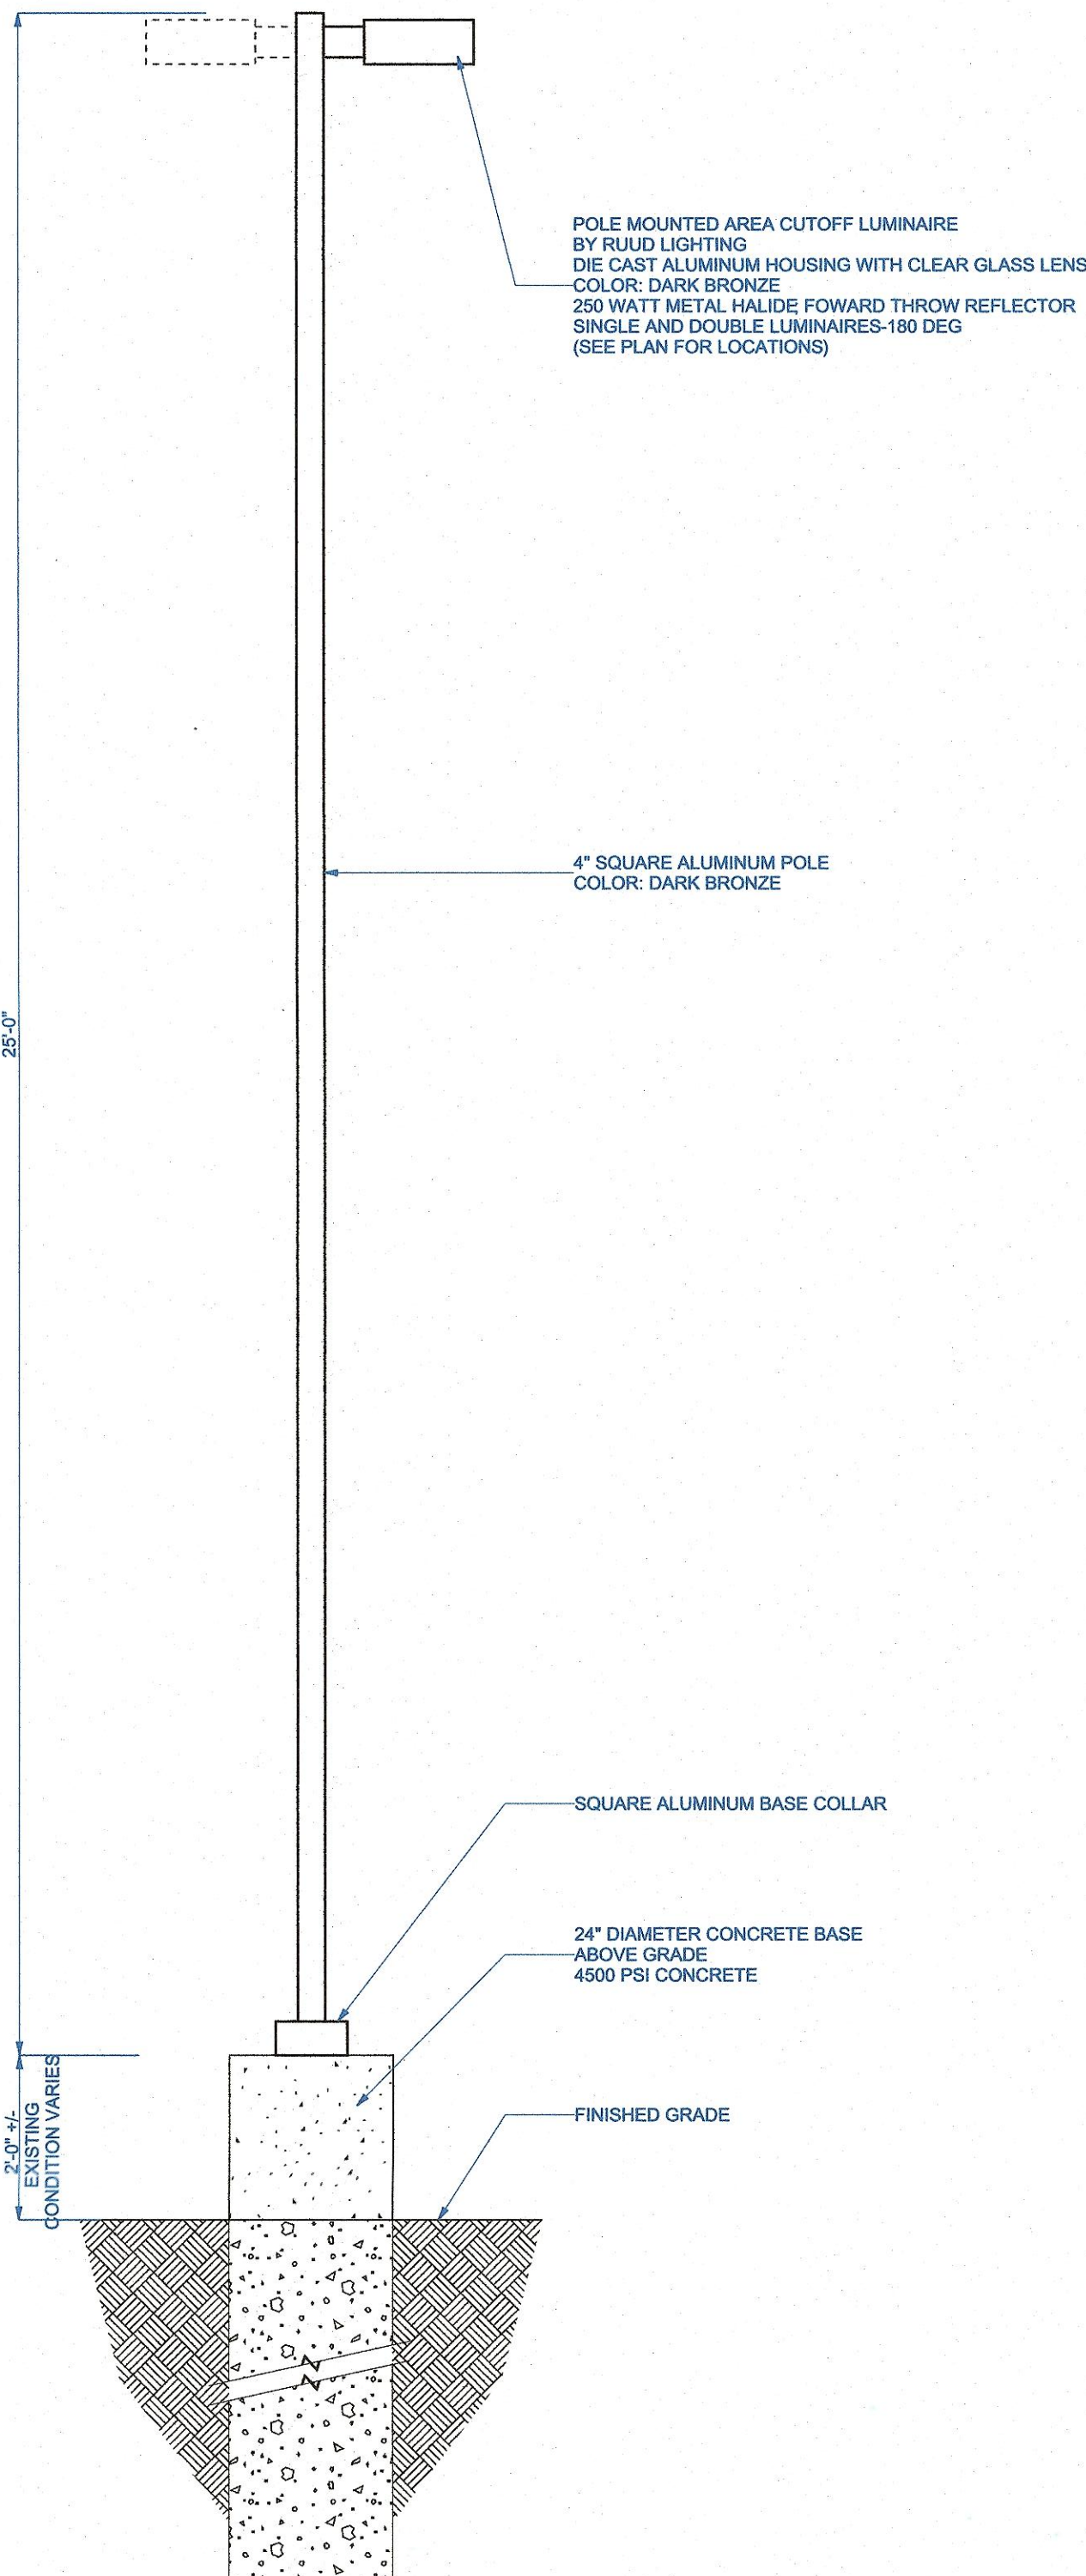 POLE MOUNTED AREA CUTOFF LUMINAIRE
BY RUUD LIGHTING
DIE CAST ALUMINUM HOUSING WITH CLEAR GLASS LENS
COLOR: DARK BRONZE
250 WATT METAL HALIDE, FOWARD THROW REFLECTOR
SINGLE AND DOUBLE LUMINAIRES-180 DEG
(SEE PLAN FOR LOCATIONS)
4" SQUARE ALUMINUM POLE
COLOR: DARK BRONZE
25'-0"
SQUARE ALUMINUM BASE COLLAR
24" DIAMETER CONCRETE BASE
ABOVE GRADE
4500 PSI CONCRETE
2'-0" +/-
EXISTING
CONDITION VARIES
FINISHED GRADE